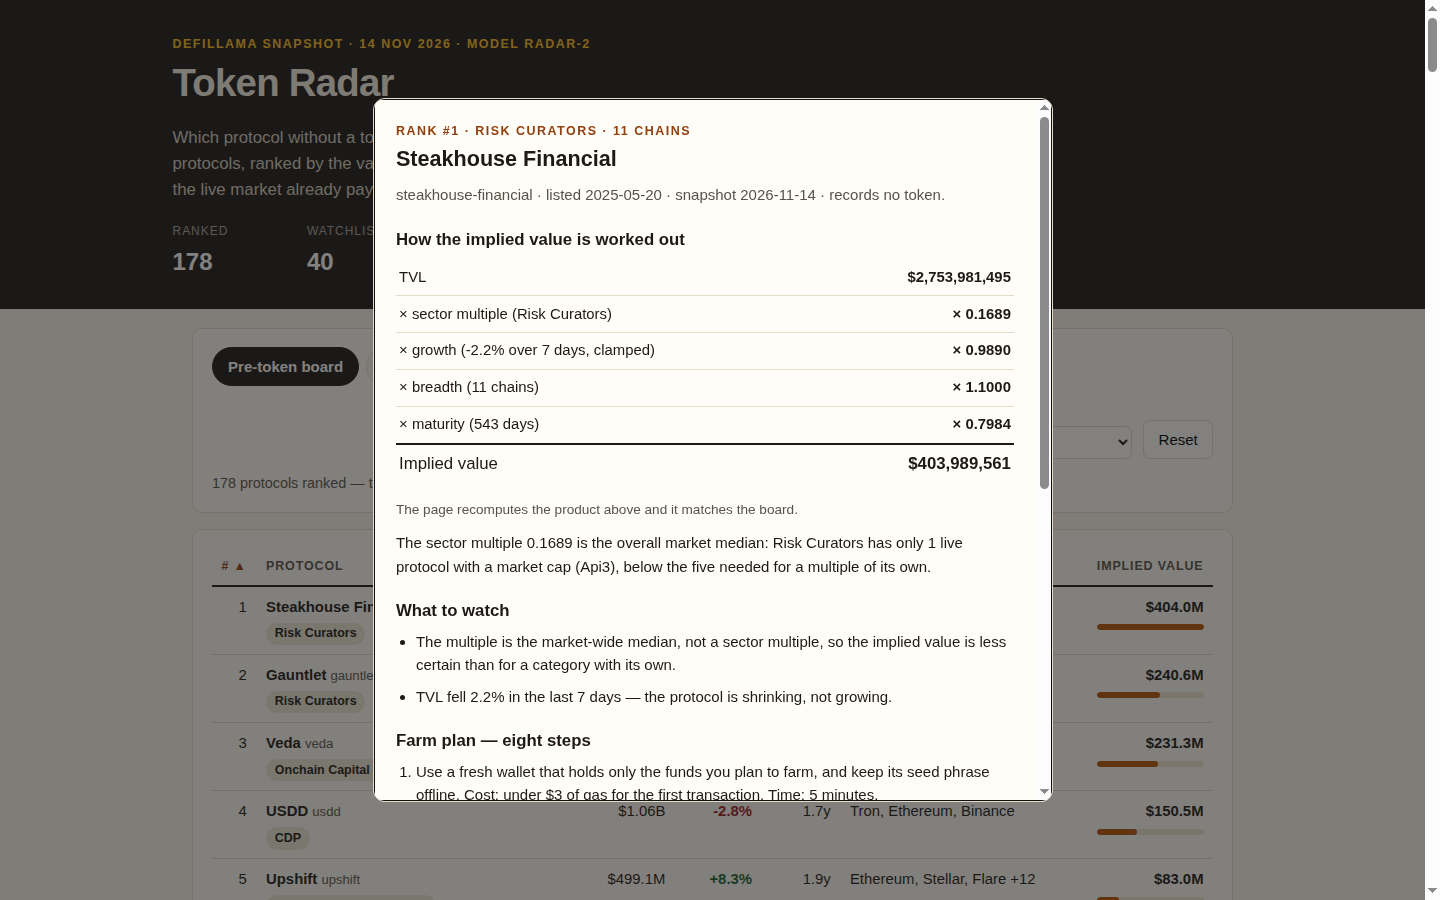 DEFILLAMA SNAPSHOT · 14 NOV 2026 · MODEL RADAR-2
Token Radar
Which protocol without a to
protocols, ranked by the va
the live market already pay
RANKED
WATCHLIS
178
40
Pre-token board
Reset
178 protocols ranked — t
# ▲ PROTOCOL
IMPLIED VALUE
1 Steakhouse Fin
$404.0M
Risk Curators
2 Gauntlet gauntle
$240.6M
Risk Curators
3 Veda veda
$231.3M
Onchain Capital
4 USDD usdd $1.06B -2.8% 1.7y Tron, Ethereum, Binance $150.5M
CDP
5 Upshift upshift $499.1M +8.3% 1.9y Ethereum, Stellar, Flare +12 $83.0M
RANK #1 · RISK CURATORS · 11 CHAINS
Steakhouse Financial
steakhouse-financial · listed 2025-05-20 · snapshot 2026-11-14 · records no token.
How the implied value is worked out
TVL $2,753,981,495
× sector multiple (Risk Curators) × 0.1689
× growth (-2.2% over 7 days, clamped) × 0.9890
× breadth (11 chains) × 1.1000
× maturity (543 days) × 0.7984
Implied value $403,989,561
The page recomputes the product above and it matches the board.
The sector multiple 0.1689 is the overall market median: Risk Curators has only 1 live
protocol with a market cap (Api3), below the five needed for a multiple of its own.
What to watch
• The multiple is the market-wide median, not a sector multiple, so the implied value is less
certain than for a category with its own.
• TVL fell 2.2% in the last 7 days — the protocol is shrinking, not growing.
Farm plan — eight steps
1. Use a fresh wallet that holds only the funds you plan to farm, and keep its seed phrase
offline. Cost: under $3 of gas for the first transaction. Time: 5 minutes.